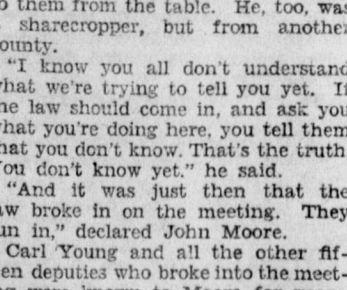 o them from the table. He, too, was
sharecropper, but from another
ounty.
"I know you all don't understand
hat we're trying to tell you yet. If
he law should come in, and ask you
hat you're doing here, you tell them
hat you don't know. That's the truth.
ou don't know yet." he said.
"And it was just then that the
aw broke in on the meeting. They
un in," declared John Moore.
Carl Young and all the other fif-
een deputies who broke into the meet-